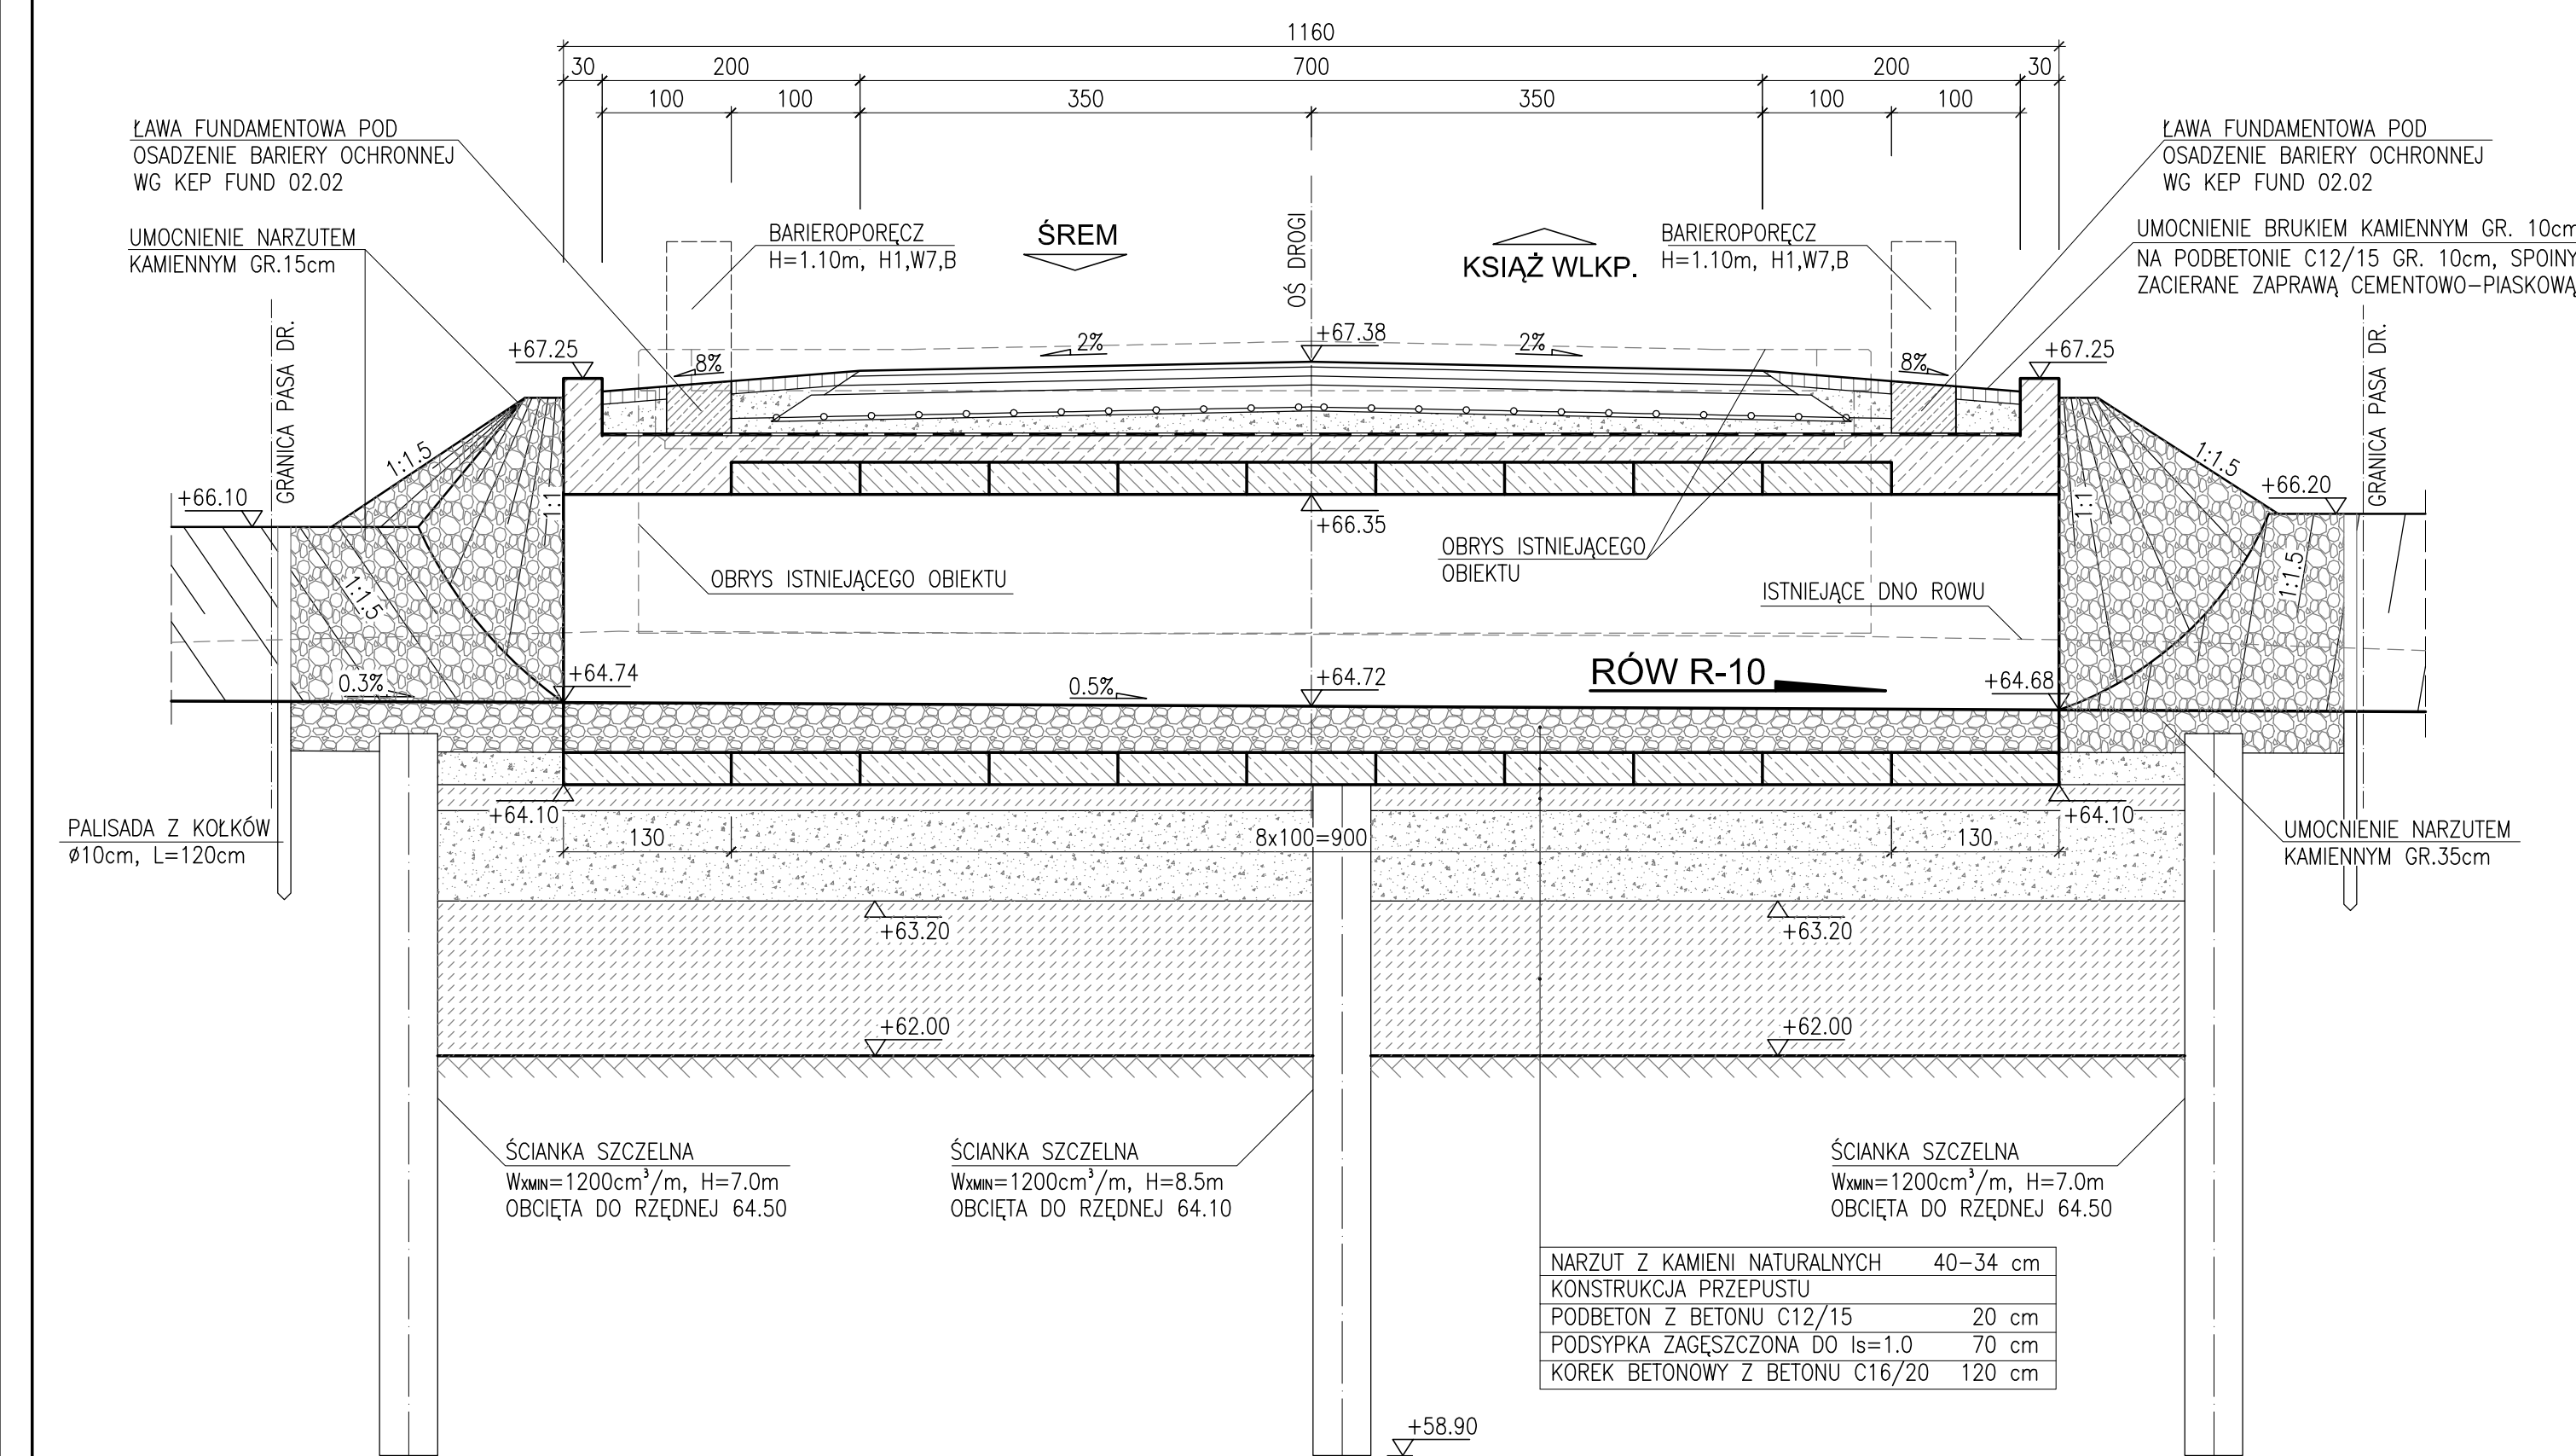 1160
30 200 700 200 30
100 100 350 350 100 100
ŁAWA FUNDAMENTOWA POD
OSADZENIE BARIERY OCHRONNEJ
WG KEP FUND 02.02
ŁAWA FUNDAMENTOWA POD
OSADZENIE BARIERY OCHRONNEJ
WG KEP FUND 02.02
UMOCNIENIE NARZUTEM
KAMIENNYM GR.15cm
BARIEROPORĘCZ
H=1.10m, H1,W7,B
ŚREM
OŚ DROGI
KSIĄŻ WLKP.
BARIEROPORĘCZ
H=1.10m, H1,W7,B
UMOCNIENIE BRUKIEM KAMIENNYM GR. 10cm
NA PODBETONIE C12/15 GR. 10cm, SPOINY
ZACIERANE ZAPRAWĄ CEMENTOWO-PIASKOWĄ
GRANICA PASA DR.
GRANICA PASA DR.
+67.25
8%
2%
+67.38
2%
8%
+67.25
1:1.5
1:1.5
+66.10
1:1
+66.35
1:1
+66.20
OBRYS ISTNIEJĄCEGO OBIEKTU
OBRYS ISTNIEJĄCEGO
OBIEKTU
ISTNIEJĄCE DNO ROWU
1:1.5
1:1.5
0.3%
+64.74
0.5%
+64.72
RÓW R-10
+64.68
+64.10
+64.10
PALISADA Z KOŁKÓW
ø10cm, L=120cm
130
8x100=900
130
UMOCNIENIE NARZUTEM
KAMIENNYM GR.35cm
+63.20
+63.20
+62.00
+62.00
ŚCIANKA SZCZELNA
WXMIN=1200cm³/m, H=7.0m
OBCIĘTA DO RZĘDNEJ 64.50
ŚCIANKA SZCZELNA
WXMIN=1200cm³/m, H=8.5m
OBCIĘTA DO RZĘDNEJ 64.10
ŚCIANKA SZCZELNA
WXMIN=1200cm³/m, H=7.0m
OBCIĘTA DO RZĘDNEJ 64.50
NARZUT Z KAMIENI NATURALNYCH 40-34 cm
KONSTRUKCJA PRZEPUSTU
PODBETON Z BETONU C12/15 20 cm
PODSYPKA ZAGĘSZCZONA DO Is=1.0 70 cm
KOREK BETONOWY Z BETONU C16/20 120 cm
+58.90